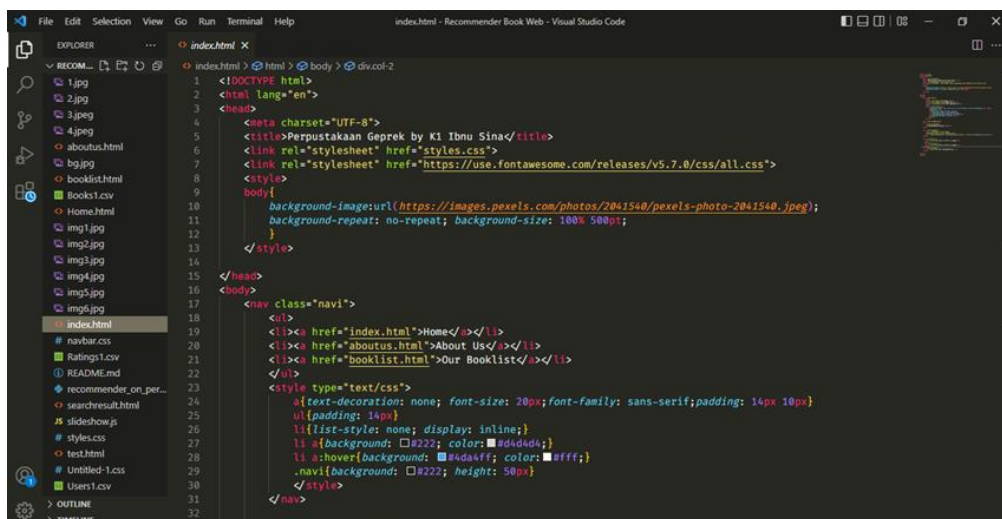 File Edit Selection View Go Run Terminal Help index.html - Recommender Book Web - Visual Studio Code
EXPLORER ···
RECOM...
1.jpg
2.jpg
3.jpeg
4.jpeg
aboutus.html
bg.jpg
booklist.html
Books1.csv
Home.html
img1.jpg
img2.jpg
img3.jpg
img4.jpg
img5.jpg
img6.jpg
index.html
navbar.css
Ratings1.csv
README.md
recommender_on_per...
searchresult.html
slideshow.js
styles.css
test.html
Untitled-1.css
Users1.csv
OUTLINE
index.html ×
index.html > html > body > div.col-2
1 <!DOCTYPE html>
2 <html lang="en">
3 <head>
4 <meta charset="UTF-8">
5 <title>Perpustakaan Geprek by K1 Ibnu Sina</title>
6 <link rel="stylesheet" href="styles.css">
7 <link rel="stylesheet" href="https://use.fontawesome.com/releases/v5.7.0/css/all.css">
8 <style>
9 body{
10 background-image:url(https://images.pexels.com/photos/2041540/pexels-photo-2041540.jpeg);
11 background-repeat: no-repeat; background-size: 100% 500pt;
12 }
13 </style>
14
15 </head>
16 <body>
17 <nav class="navi">
18 <ul>
19 <li><a href="index.html">Home</a></li>
20 <li><a href="aboutus.html">About Us</a></li>
21 <li><a href="booklist.html">Our Booklist</a></li>
22 </ul>
23 <style type="text/css">
24 a{text-decoration: none; font-size: 20px;font-family: sans-serif;padding: 14px 10px}
25 ul{padding: 14px}
26 li{list-style: none; display: inline;}
27 li a{background: #222; color: #d4d4d4;}
28 li a:hover{background: #4da4ff; color: #fff;}
29 .navi{background: #222; height: 50px}
30 </style>
31 </nav>
32